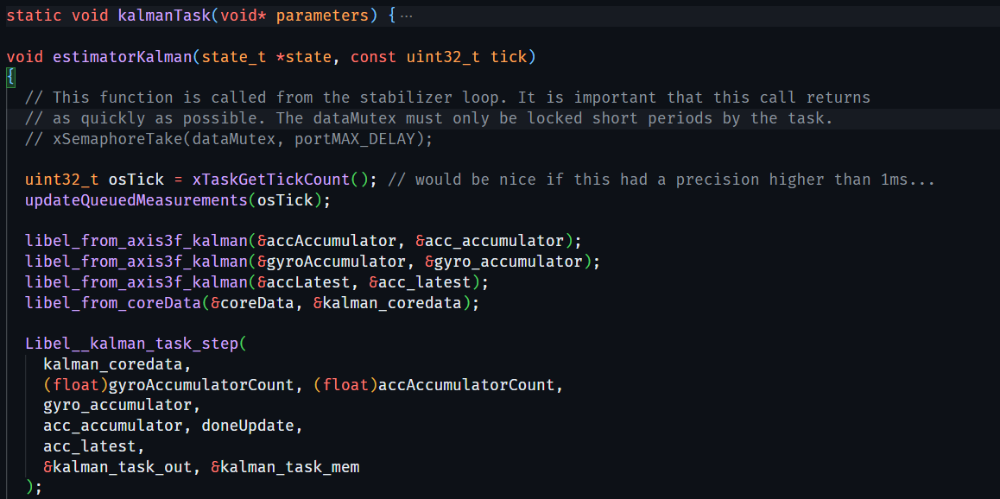 static void kalmanTask(void* parameters) {···
void estimatorKalman(state_t *state, const uint32_t tick)
{
// This function is called from the stabilizer loop. It is important that this call returns
// as quickly as possible. The dataMutex must only be locked short periods by the task.
// xSemaphoreTake(dataMutex, portMAX_DELAY);
uint32_t osTick = xTaskGetTickCount(); // would be nice if this had a precision higher than 1ms...
updateQueuedMeasurements(osTick);
libel_from_axis3f_kalman(&accAccumulator, &acc_accumulator);
libel_from_axis3f_kalman(&gyroAccumulator, &gyro_accumulator);
libel_from_axis3f_kalman(&accLatest, &acc_latest);
libel_from_coreData(&coreData, &kalman_coredata);
Libel__kalman_task_step(
kalman_coredata,
(float)gyroAccumulatorCount, (float)accAccumulatorCount,
gyro_accumulator,
acc_accumulator, doneUpdate,
acc_latest,
&kalman_task_out, &kalman_task_mem
);